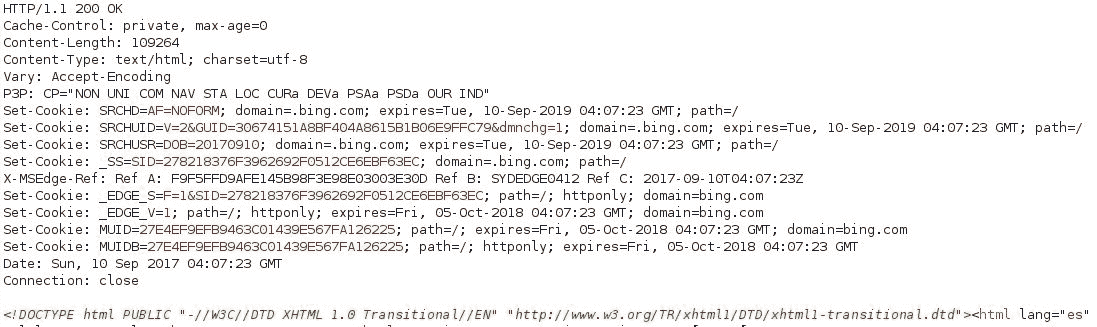 HTTP/1.1 200 OK
Cache-Control: private, max-age=0
Content-Length: 109264
Content-Type: text/html; charset=utf-8
Vary: Accept-Encoding
P3P: CP="NON UNI COM NAV STA LOC CURa DEVa PSAa PSDa OUR IND"
Set-Cookie: SRCHD=AF=NOFORM; domain=.bing.com; expires=Tue, 10-Sep-2019 04:07:23 GMT; path=/
Set-Cookie: SRCHUID=V=2&GUID=30674151A8BF404A8615B1B06E9FFC79&dmnchg=1; domain=.bing.com; expires=Tue, 10-Sep-2019 04:07:23 GMT; path=/
Set-Cookie: SRCHUSR=DOB=20170910; domain=.bing.com; expires=Tue, 10-Sep-2019 04:07:23 GMT; path=/
Set-Cookie: _SS=SID=278218376F3962692F0512CE6EBF63EC; domain=.bing.com; path=/
X-MSEdge-Ref: Ref A: F9F5FFD9AFE145B98F3E98E03003E30D Ref B: SYDEDGE0412 Ref C: 2017-09-10T04:07:23Z
Set-Cookie: _EDGE_S=F=1&SID=278218376F3962692F0512CE6EBF63EC; path=/; httponly; domain=bing.com
Set-Cookie: _EDGE_V=1; path=/; httponly; expires=Fri, 05-Oct-2018 04:07:23 GMT; domain=bing.com
Set-Cookie: MUID=27E4EF9EFB9463C01439E567FA126225; path=/; expires=Fri, 05-Oct-2018 04:07:23 GMT; domain=bing.com
Set-Cookie: MUIDB=27E4EF9EFB9463C01439E567FA126225; path=/; httponly; expires=Fri, 05-Oct-2018 04:07:23 GMT
Date: Sun, 10 Sep 2017 04:07:23 GMT
Connection: close
<!DOCTYPE html PUBLIC "-//W3C//DTD XHTML 1.0 Transitional//EN" "http://www.w3.org/TR/xhtml1/DTD/xhtml1-transitional.dtd"><html lang="es"